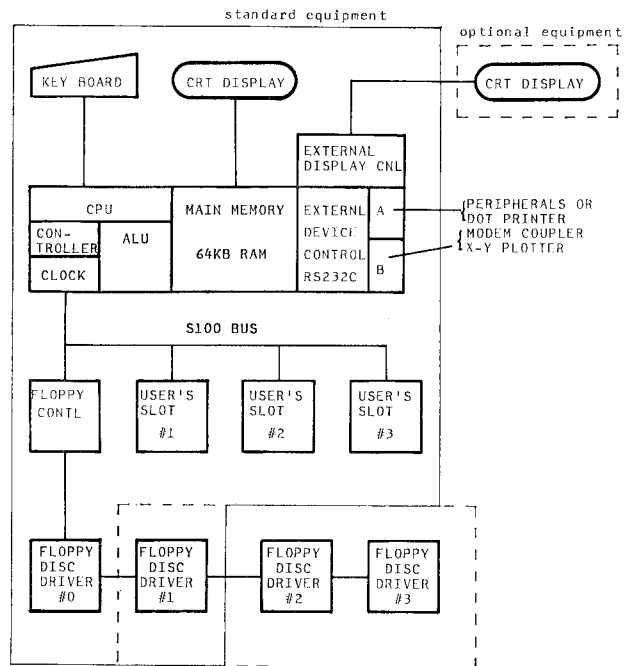 standard equipment
optional equipment
KEY BOARD
CRT DISPLAY
CRT DISPLAY
EXTERNAL
DISPLAY CNL
CPU
CON-
TROLLER
ALU
CLOCK
MAIN MEMORY
64KB RAM
EXTERNL
DEVICE
CONTROL
RS232C
A
B
PERIPHERALS OR
DOT PRINTER
MODEM COUPLER
X-Y PLOTTER
S100 BUS
FLOPPY
CONTL
USER'S
SLOT
#1
USER'S
SLOT
#2
USER'S
SLOT
#3
FLOPPY
DISC
DRIVER
#0
FLOPPY
DISC
DRIVER
#1
FLOPPY
DISC
DRIVER
#2
FLOPPY
DISC
DRIVER
#3